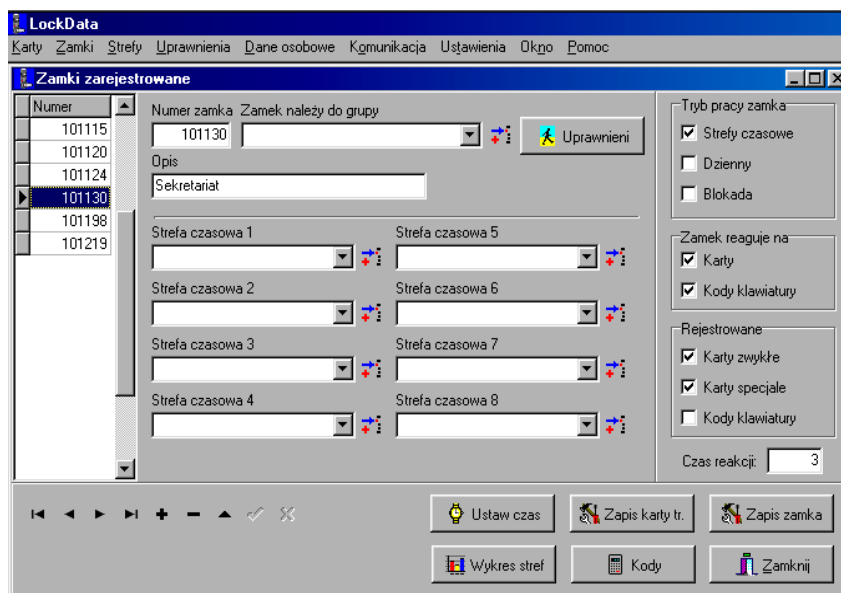 LockData
Karty Zamki Strefy Uprawnienia Dane osobowe Komunikacja Ustawienia Okno Pomoc
Zamki zarejestrowane
Numer
101115
101120
101124
101130
101198
101219
Numer zamka Zamek należy do grupy
101130
Uprawnieni
Opis
Sekretariat
Strefa czasowa 1 Strefa czasowa 5
Strefa czasowa 2 Strefa czasowa 6
Strefa czasowa 3 Strefa czasowa 7
Strefa czasowa 4 Strefa czasowa 8
Tryb pracy zamka
Strefy czasowe
Dzienny
Blokada
Zamek reaguje na
Karty
Kody klawiatury
Rejestrowane
Karty zwykłe
Karty specjale
Kody klawiatury
Czas reakcji: 3
Ustaw czas Zapis karty tr. Zapis zamka
Wykres stref Kody Zamknij